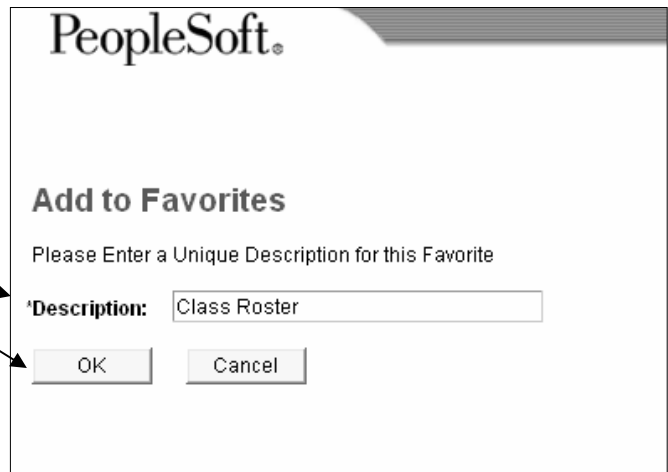 PeopleSoft®
Add to Favorites
Please Enter a Unique Description for this Favorite
*Description: Class Roster
OK Cancel